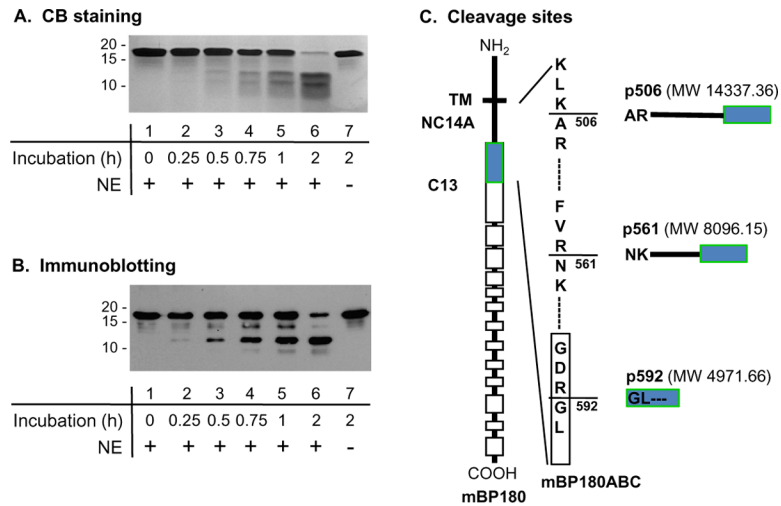 A. CB staining
20 -
15 -
10 -
1 2 3 4 5 6 7
Incubation (h) 0 0.25 0.5 0.75 1 2 2
NE + + + + + + -
B. Immunoblotting
20 -
15 -
10 -
1 2 3 4 5 6 7
Incubation (h) 0 0.25 0.5 0.75 1 2 2
NE + + + + + + -
C. Cleavage sites
NH2
TM
NC14A
C13
COOH
mBP180
K
L
K
506
A
R
F
V
R
561
N
K
G
D
R
592
G
L
mBP180ABC
p506 (MW 14337.36)
AR
p561 (MW 8096.15)
NK
p592 (MW 4971.66)
GL---